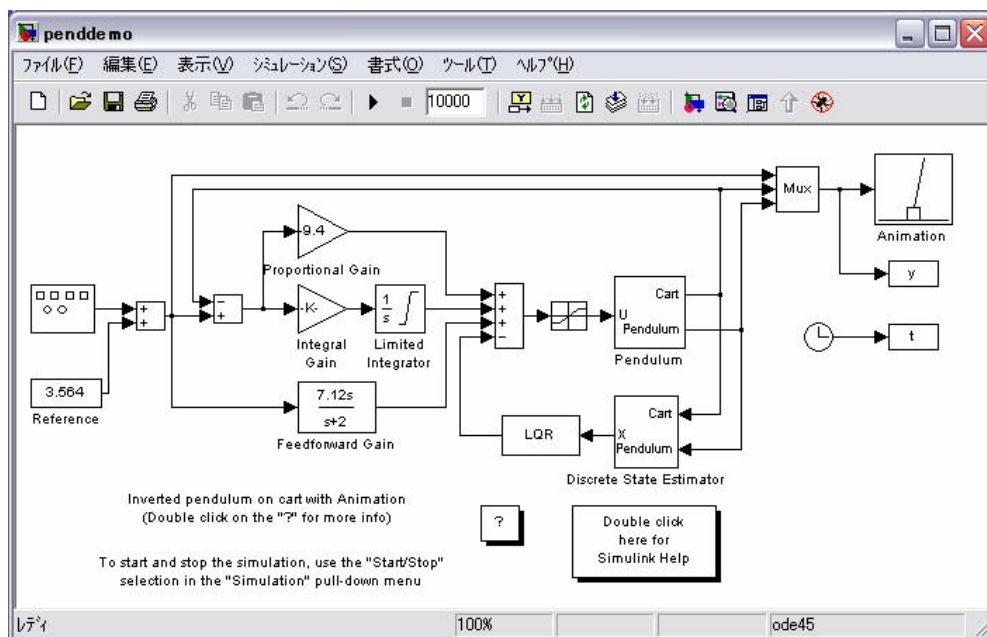 penddemo
ファイル(F) 編集(E) 表示(V) シミュレーション(S) 書式(O) ツール(T) ヘルプ(H)
10000
Mux
Animation
y
t
-9.4
Proportional Gain
-K-
Integral
Gain
1
s
Limited
Integrator
+
+
-
+
+
+
+
-
Cart
U
Pendulum
Pendulum
3.564
Reference
7.12s
s+2
Feedforward Gain
LQR
Cart
X
Pendulum
Discrete State Estimator
Inverted pendulum on cart with Animation
(Double click on the "?" for more info)
?
Double click
here for
Simulink Help
To start and stop the simulation, use the "Start/Stop"
selection in the "Simulation" pull-down menu
レディ 100% ode45